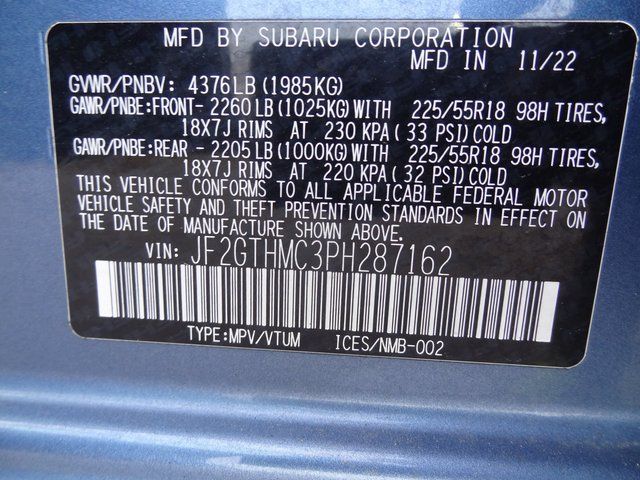 MFD BY SUBARU CORPORATION
MFD IN 11/22
GVWR/PNBV: 4376LB(1985KG)
GAWR/PNBE:FRONT- 2260LB(1025KG)WITH 225/55R18 98H TIRES,
18X7J RIMS AT 230 KPA( 33 PSI)COLD
GAWR/PNBE:REAR - 2205LB(1000KG)WITH 225/55R18 98H TIRES,
18X7J RIMS AT 220 KPA( 32 PSI)COLD
THIS VEHICLE CONFORMS TO ALL APPLICABLE FEDERAL MOTOR
VEHICLE SAFETY AND THEFT PREVENTION STANDARDS IN EFFECT ON
THE DATE OF MANUFACTURE SHOWN ABOVE.
VIN: JF2GTHMC3PH287162
TYPE:MPV/VTUM ICES/NMB-002